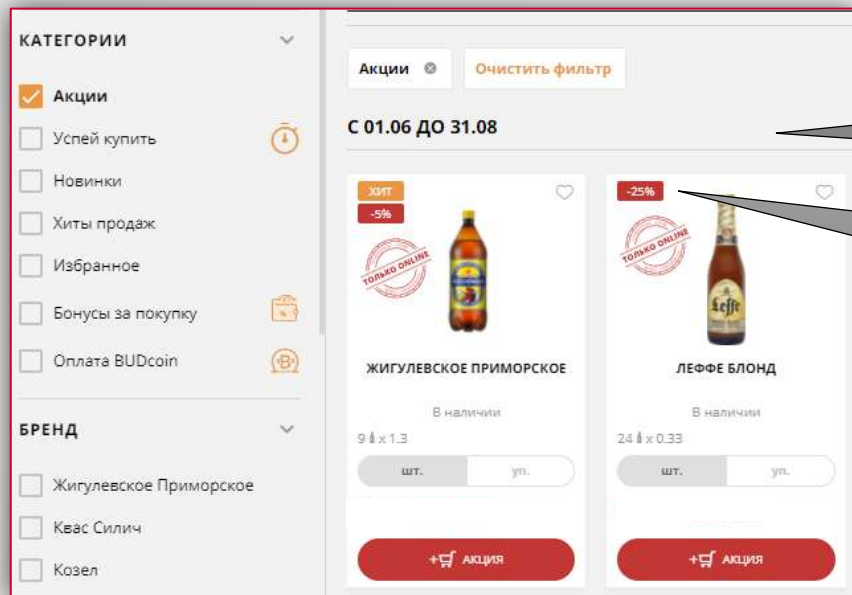 КАТЕГОРИИ
Акции
Успей купить
Новинки
Хиты продаж
Избранное
Бонусы за покупку
Оплата BUDcoin
БРЕНД
Жигулевское Приморское
Квас Силич
Козел
Акции
Очистить фильтр
С 01.06 ДО 31.08
ХИТ
-5%
ТОЛЬКО ONLINE
ЖИГУЛЕВСКОЕ ПРИМОРСКОЕ
В наличии
9 x 1.3
шт. уп.
+ АКЦИЯ
-25%
ТОЛЬКО ONLINE
Leffe
ЛЕФФЕ БЛОНД
В наличии
24 x 0.33
шт. уп.
+ АКЦИЯ